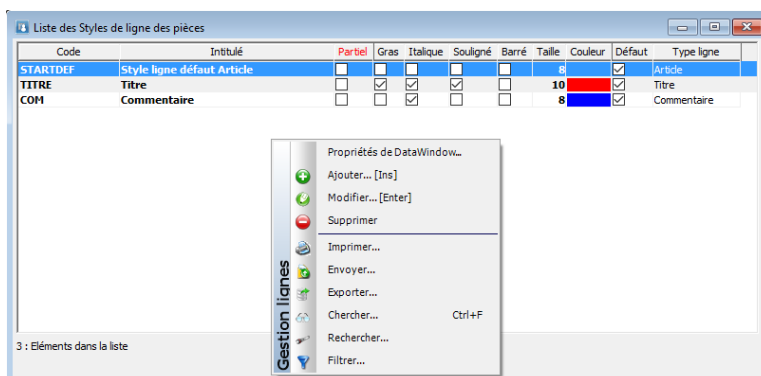 Liste des Styles de ligne des pièces
Code Intitulé Partiel Gras Italique Souligné Barré Taille Couleur Défaut Type ligne
STARTDEF Style ligne défaut Article 8 Article
TITRE Titre 10 Titre
COM Commentaire 8 Commentaire
Propriétés de DataWindow...
Ajouter... [Ins]
Modifier... [Enter]
Supprimer
Imprimer...
Envoyer...
Exporter...
Chercher... Ctrl+F
Rechercher...
Filtrer...
Gestion lignes
3 : Eléments dans la liste